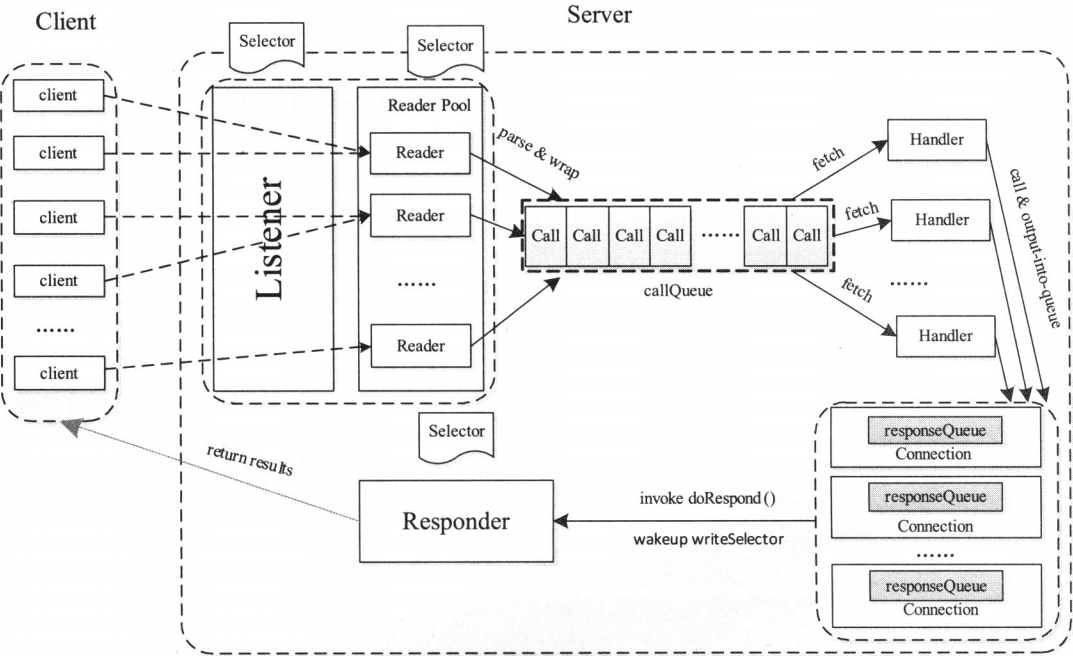 Client
Server
Selector
Selector
client
client
client
client
......
client
Listener
Reader Pool
Reader
Reader
......
Reader
parse & wrap
Call
Call
Call
Call
......
Call
Call
callQueue
fetch
fetch
fetch
Handler
Handler
......
Handler
call & output-into-queue
responseQueue
Connection
responseQueue
Connection
......
responseQueue
Connection
invoke doRespond ()
wakeup writeSelector
Selector
Responder
return results